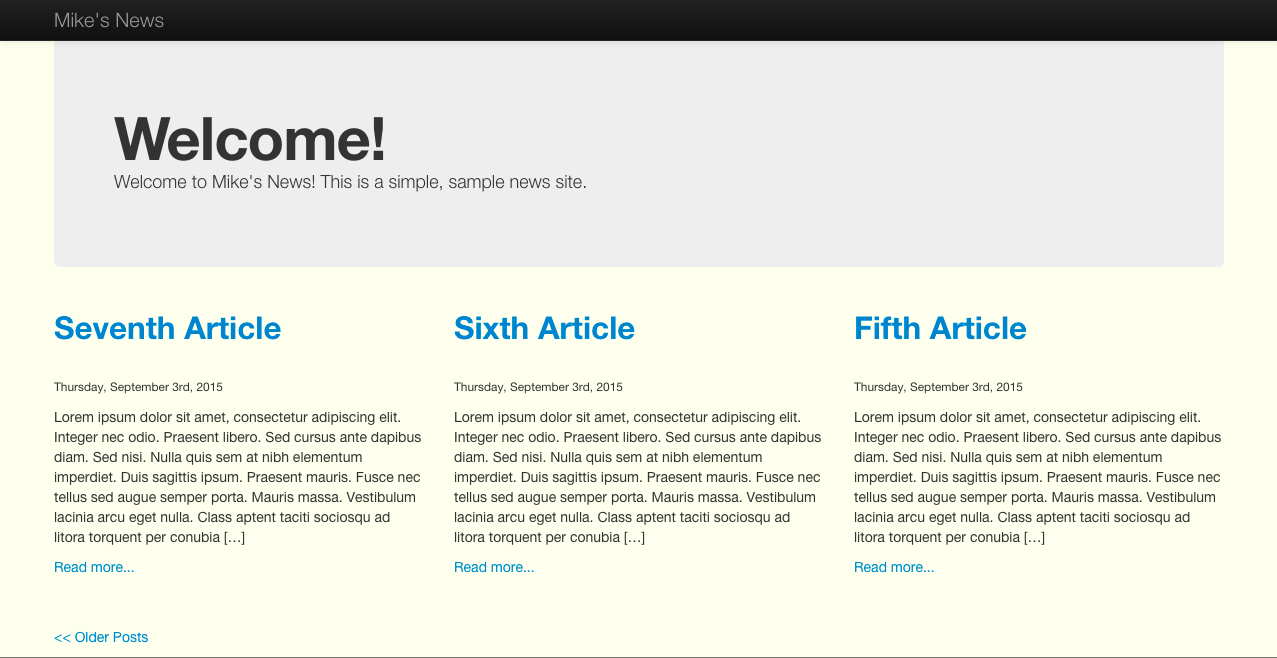 Mike's News
Welcome!
Welcome to Mike's News! This is a simple, sample news site.
Seventh Article
Thursday, September 3rd, 2015
Lorem ipsum dolor sit amet, consectetur adipiscing elit.
Integer nec odio. Praesent libero. Sed cursus ante dapibus
diam. Sed nisi. Nulla quis sem at nibh elementum
imperdiet. Duis sagittis ipsum. Praesent mauris. Fusce nec
tellus sed augue semper porta. Mauris massa. Vestibulum
lacinia arcu eget nulla. Class aptent taciti sociosqu ad
litora torquent per conubia […]
Read more...
Sixth Article
Thursday, September 3rd, 2015
Lorem ipsum dolor sit amet, consectetur adipiscing elit.
Integer nec odio. Praesent libero. Sed cursus ante dapibus
diam. Sed nisi. Nulla quis sem at nibh elementum
imperdiet. Duis sagittis ipsum. Praesent mauris. Fusce nec
tellus sed augue semper porta. Mauris massa. Vestibulum
lacinia arcu eget nulla. Class aptent taciti sociosqu ad
litora torquent per conubia […]
Read more...
Fifth Article
Thursday, September 3rd, 2015
Lorem ipsum dolor sit amet, consectetur adipiscing elit.
Integer nec odio. Praesent libero. Sed cursus ante dapibus
diam. Sed nisi. Nulla quis sem at nibh elementum
imperdiet. Duis sagittis ipsum. Praesent mauris. Fusce nec
tellus sed augue semper porta. Mauris massa. Vestibulum
lacinia arcu eget nulla. Class aptent taciti sociosqu ad
litora torquent per conubia […]
Read more...
<< Older Posts